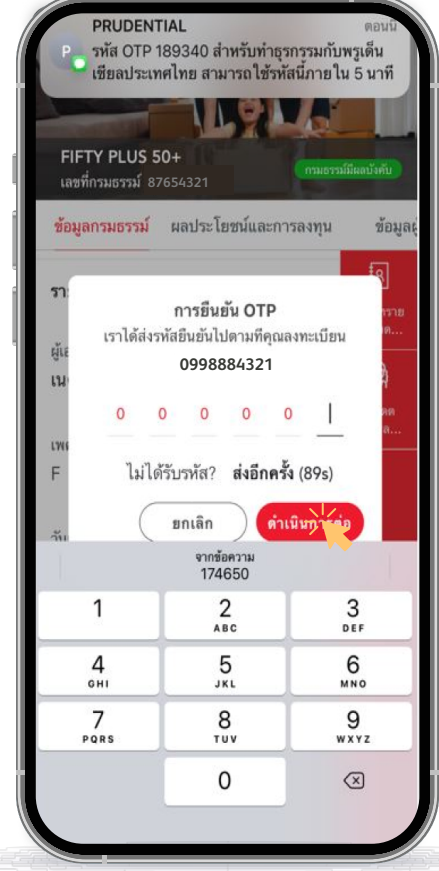 PRUDENTIAL
ตอนนี้
P
รหัส OTP 189340 สำหรับทำธุรกรรมกับพรูเด็น
เชียลประเทศไทย สามารถใช้รหัสนี้ภายใน 5 นาที
FIFTY PLUS 50+
เลขที่กรมธรรม์ 87654321
กรมธรรม์มีผลบังคับ
ข้อมูลกรมธรรม์ ผลประโยชน์และการลงทุน
การยืนยัน OTP
เราได้ส่งรหัสยืนยันไปตามที่คุณลงทะเบียน
0998884321
0 0 0 0 0
ไม่ได้รับรหัส? ส่งอีกครั้ง (89s)
ยกเลิก
ดำเนินการต่อ
F
จากข้อความ
174650
1
2
ABC
3
DEF
4
GHI
5
JKL
6
MNO
7
PQRS
8
TUV
9
WXYZ
0